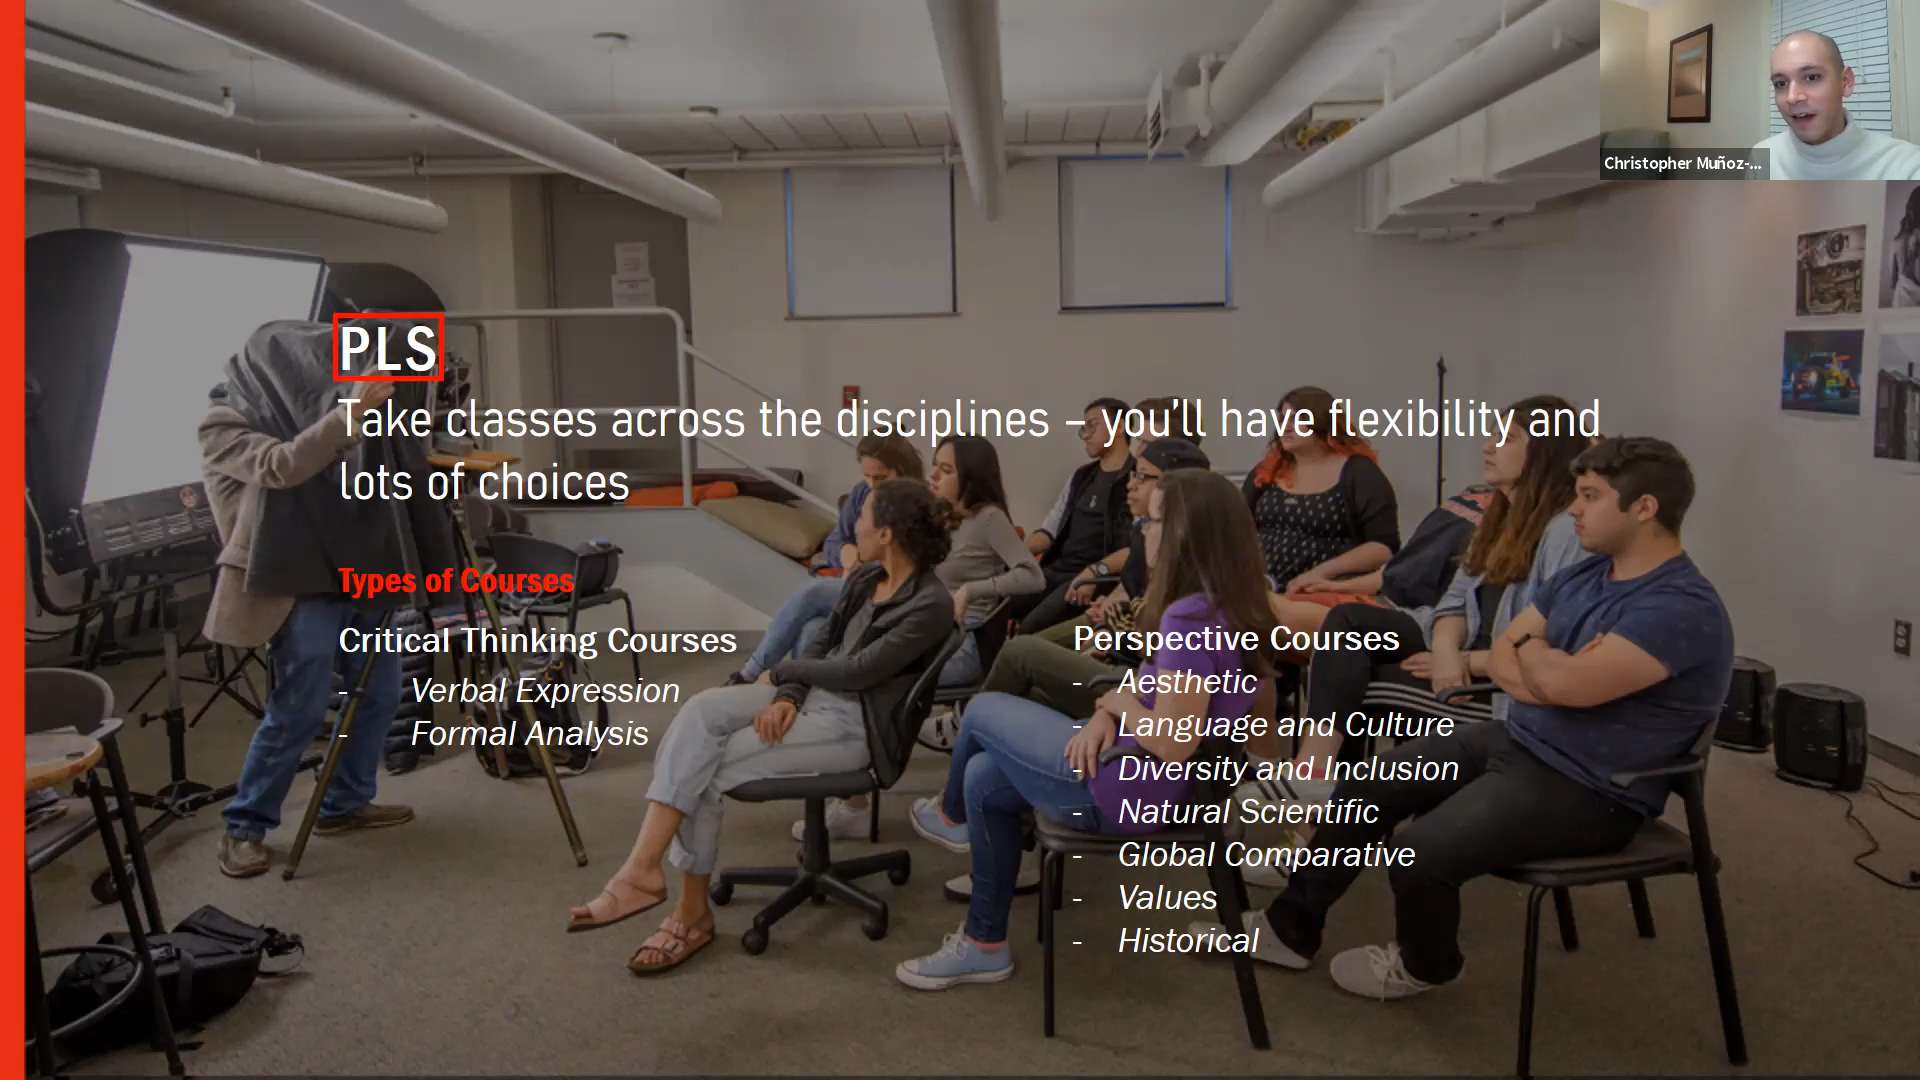 Christopher Muñoz-...
PLS
Take classes across the disciplines – you'll have flexibility and
lots of choices
Types of Courses
Critical Thinking Courses
- Verbal Expression
- Formal Analysis
Perspective Courses
- Aesthetic
- Language and Culture
- Diversity and Inclusion
- Natural Scientific
- Global Comparative
- Values
- Historical